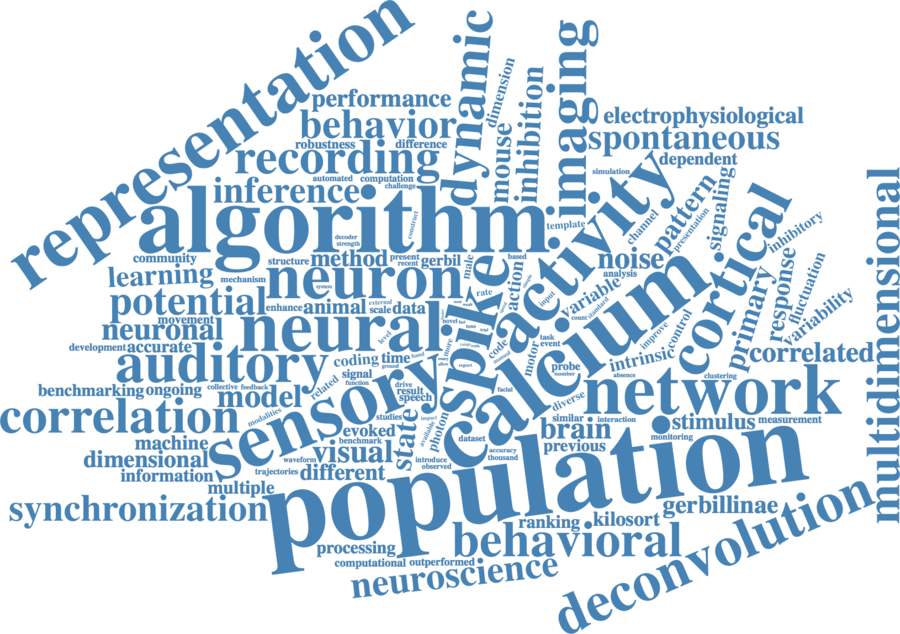 representation
dynamic
dimension
imaging
performance
behavior
robustness
difference
recording
automated
computation
challenge
inference
mouse
inhibition
electrophysiological
spontaneous
dependent
simulation
algorithm
construct
decoder
strength
template
activity
channel
pattern
presentation
signaling
cortical
inhibitory
multidimensional
community
structure
method
present
recent
gerbil
male
based
noise
analysis
learning
mechanism
neuron
system
spike
action
input
variable
calcium
primary
response
fluctuation
variability
potential
enhance
animal
external
scale
data
rate
count
standard
movement
neuronal
neural
level
novel
code
motor
task
event
improve
control
intrinsic
correlated
development
accurate
auditory
coding
time
more
probe
number
absence
clustering
benchmarking
ongoing
collective
feedback
model
related
signal
function
ground
drive
result
speech
report
facial
diverse
network
correlation
modalities
sensory
studies
state
impact
available
photon
dataset
similar
interaction
stimulus
measurement
evoked
benchmark
visual
brain
previous
monitoring
machine
dimensional
information
waveform
trajectories
different
introduce
observed
accuracy
thousand
multiple
population
synchronization
gerbillinae
ranking
kilosort
behavioral
processing
computational
outperformed
neuroscience
deconvolution